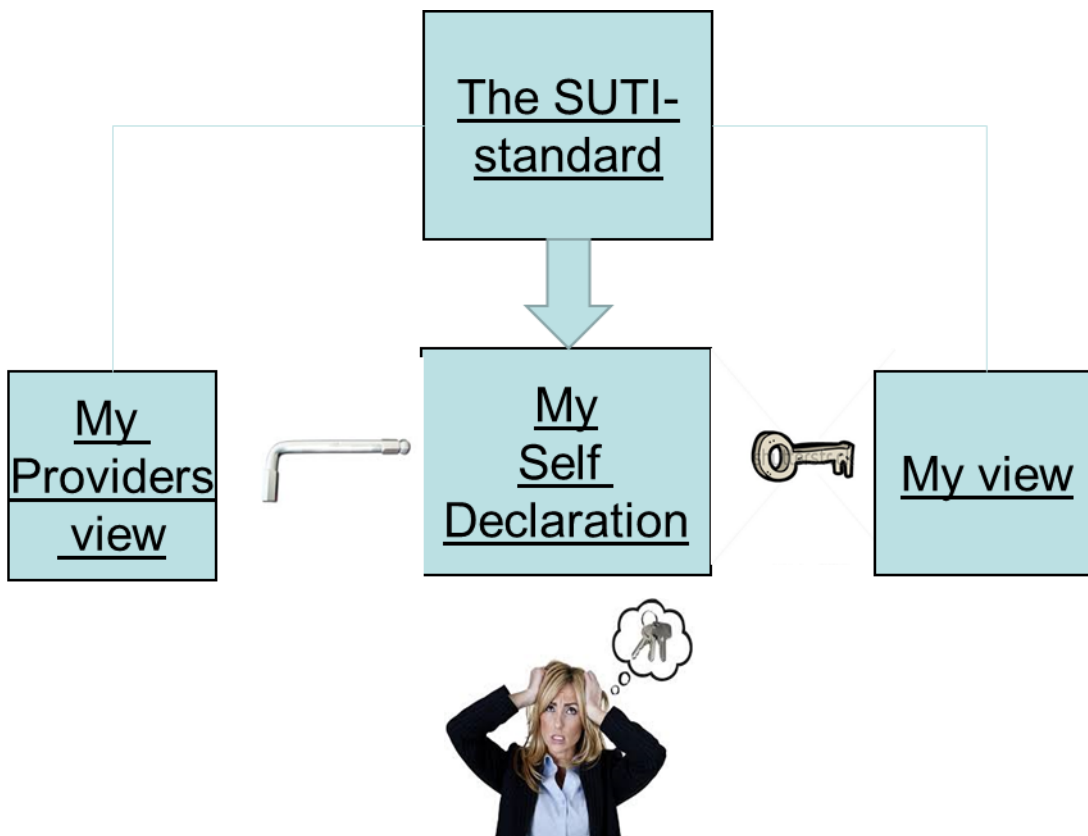 The SUTI-
standard
My
Providers
view
My
Self
Declaration
My view